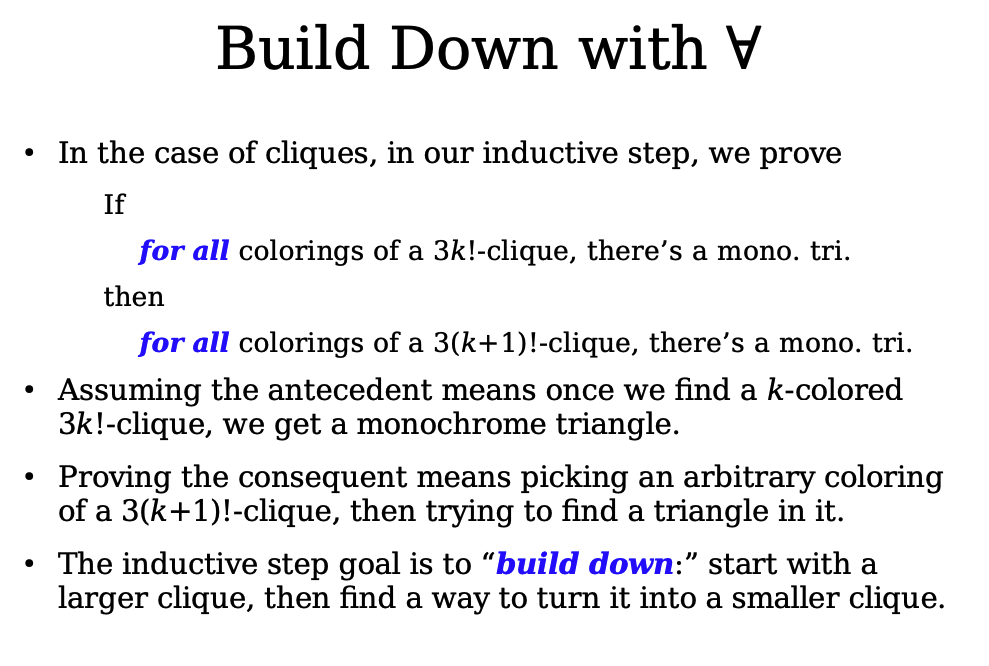 Build Down with ∀
• In the case of cliques, in our inductive step, we prove
If
for all colorings of a 3k!-clique, there’s a mono. tri.
then
for all colorings of a 3(k+1)!-clique, there’s a mono. tri.
• Assuming the antecedent means once we find a k-colored
3k!-clique, we get a monochrome triangle.
• Proving the consequent means picking an arbitrary coloring
of a 3(k+1)!-clique, then trying to find a triangle in it.
• The inductive step goal is to “build down:” start with a
larger clique, then find a way to turn it into a smaller clique.